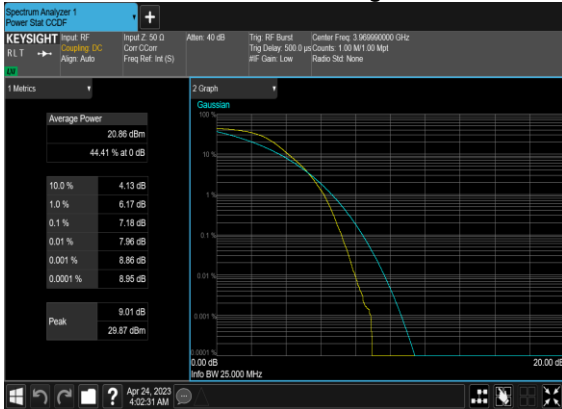 Spectrum Analyzer 1
Power Stat CCDF
+
KEYSIGHT Input: RF Input Z: 50 Ω Atten: 40 dB Trig: RF Burst Center Freq: 3.969990000 GHz
RLT Coupling: DC Corr CCorr Trig Delay: 500.0 µs Counts: 1.00 M/1.00 Mpt
Align: Auto Freq Ref: Int (S) #IF Gain: Low Radio Std: None
1 Metrics
2 Graph
Average Power
20.86 dBm
44.41 % at 0 dB
10.0 % 4.13 dB
1.0 % 6.17 dB
0.1 % 7.18 dB
0.01 % 7.96 dB
0.001 % 8.86 dB
0.0001 % 8.95 dB
Peak
9.01 dB
29.87 dBm
Gaussian
100 %
10 %
1 %
0.1 %
0.01 %
0.001 %
0.0001 %
0.00 dB 20.00 dB
Info BW 25.000 MHz
? Apr 24, 2023
4:02:31 AM